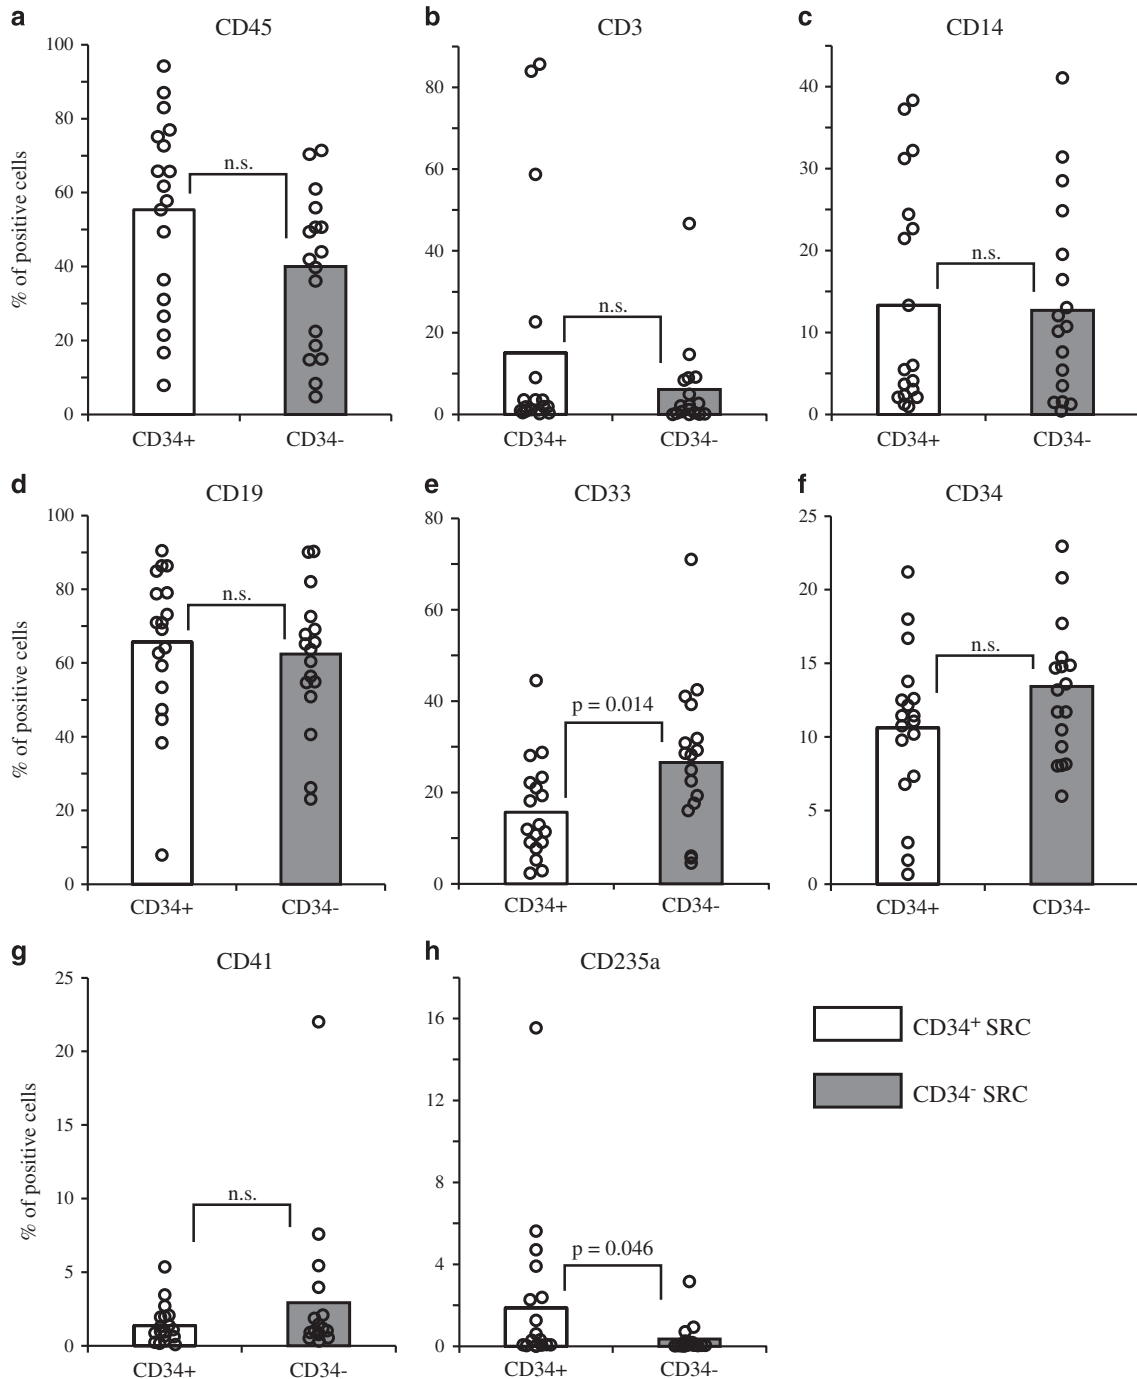 a
CD45
b
CD3
c
CD14
% of positive cells
100
80
60
40
20
0
n.s.
CD34+
CD34-
80
60
40
20
0
n.s.
CD34+
CD34-
40
30
20
10
0
n.s.
CD34+
CD34-
d
CD19
e
CD33
f
CD34
% of positive cells
100
80
60
40
20
0
n.s.
CD34+
CD34-
80
60
40
20
0
p = 0.014
CD34+
CD34-
25
20
15
10
5
0
n.s.
CD34+
CD34-
g
CD41
h
CD235a
% of positive cells
25
20
15
10
5
0
n.s.
CD34+
CD34-
16
12
8
4
0
p = 0.046
CD34+
CD34-
CD34+ SRC
CD34- SRC